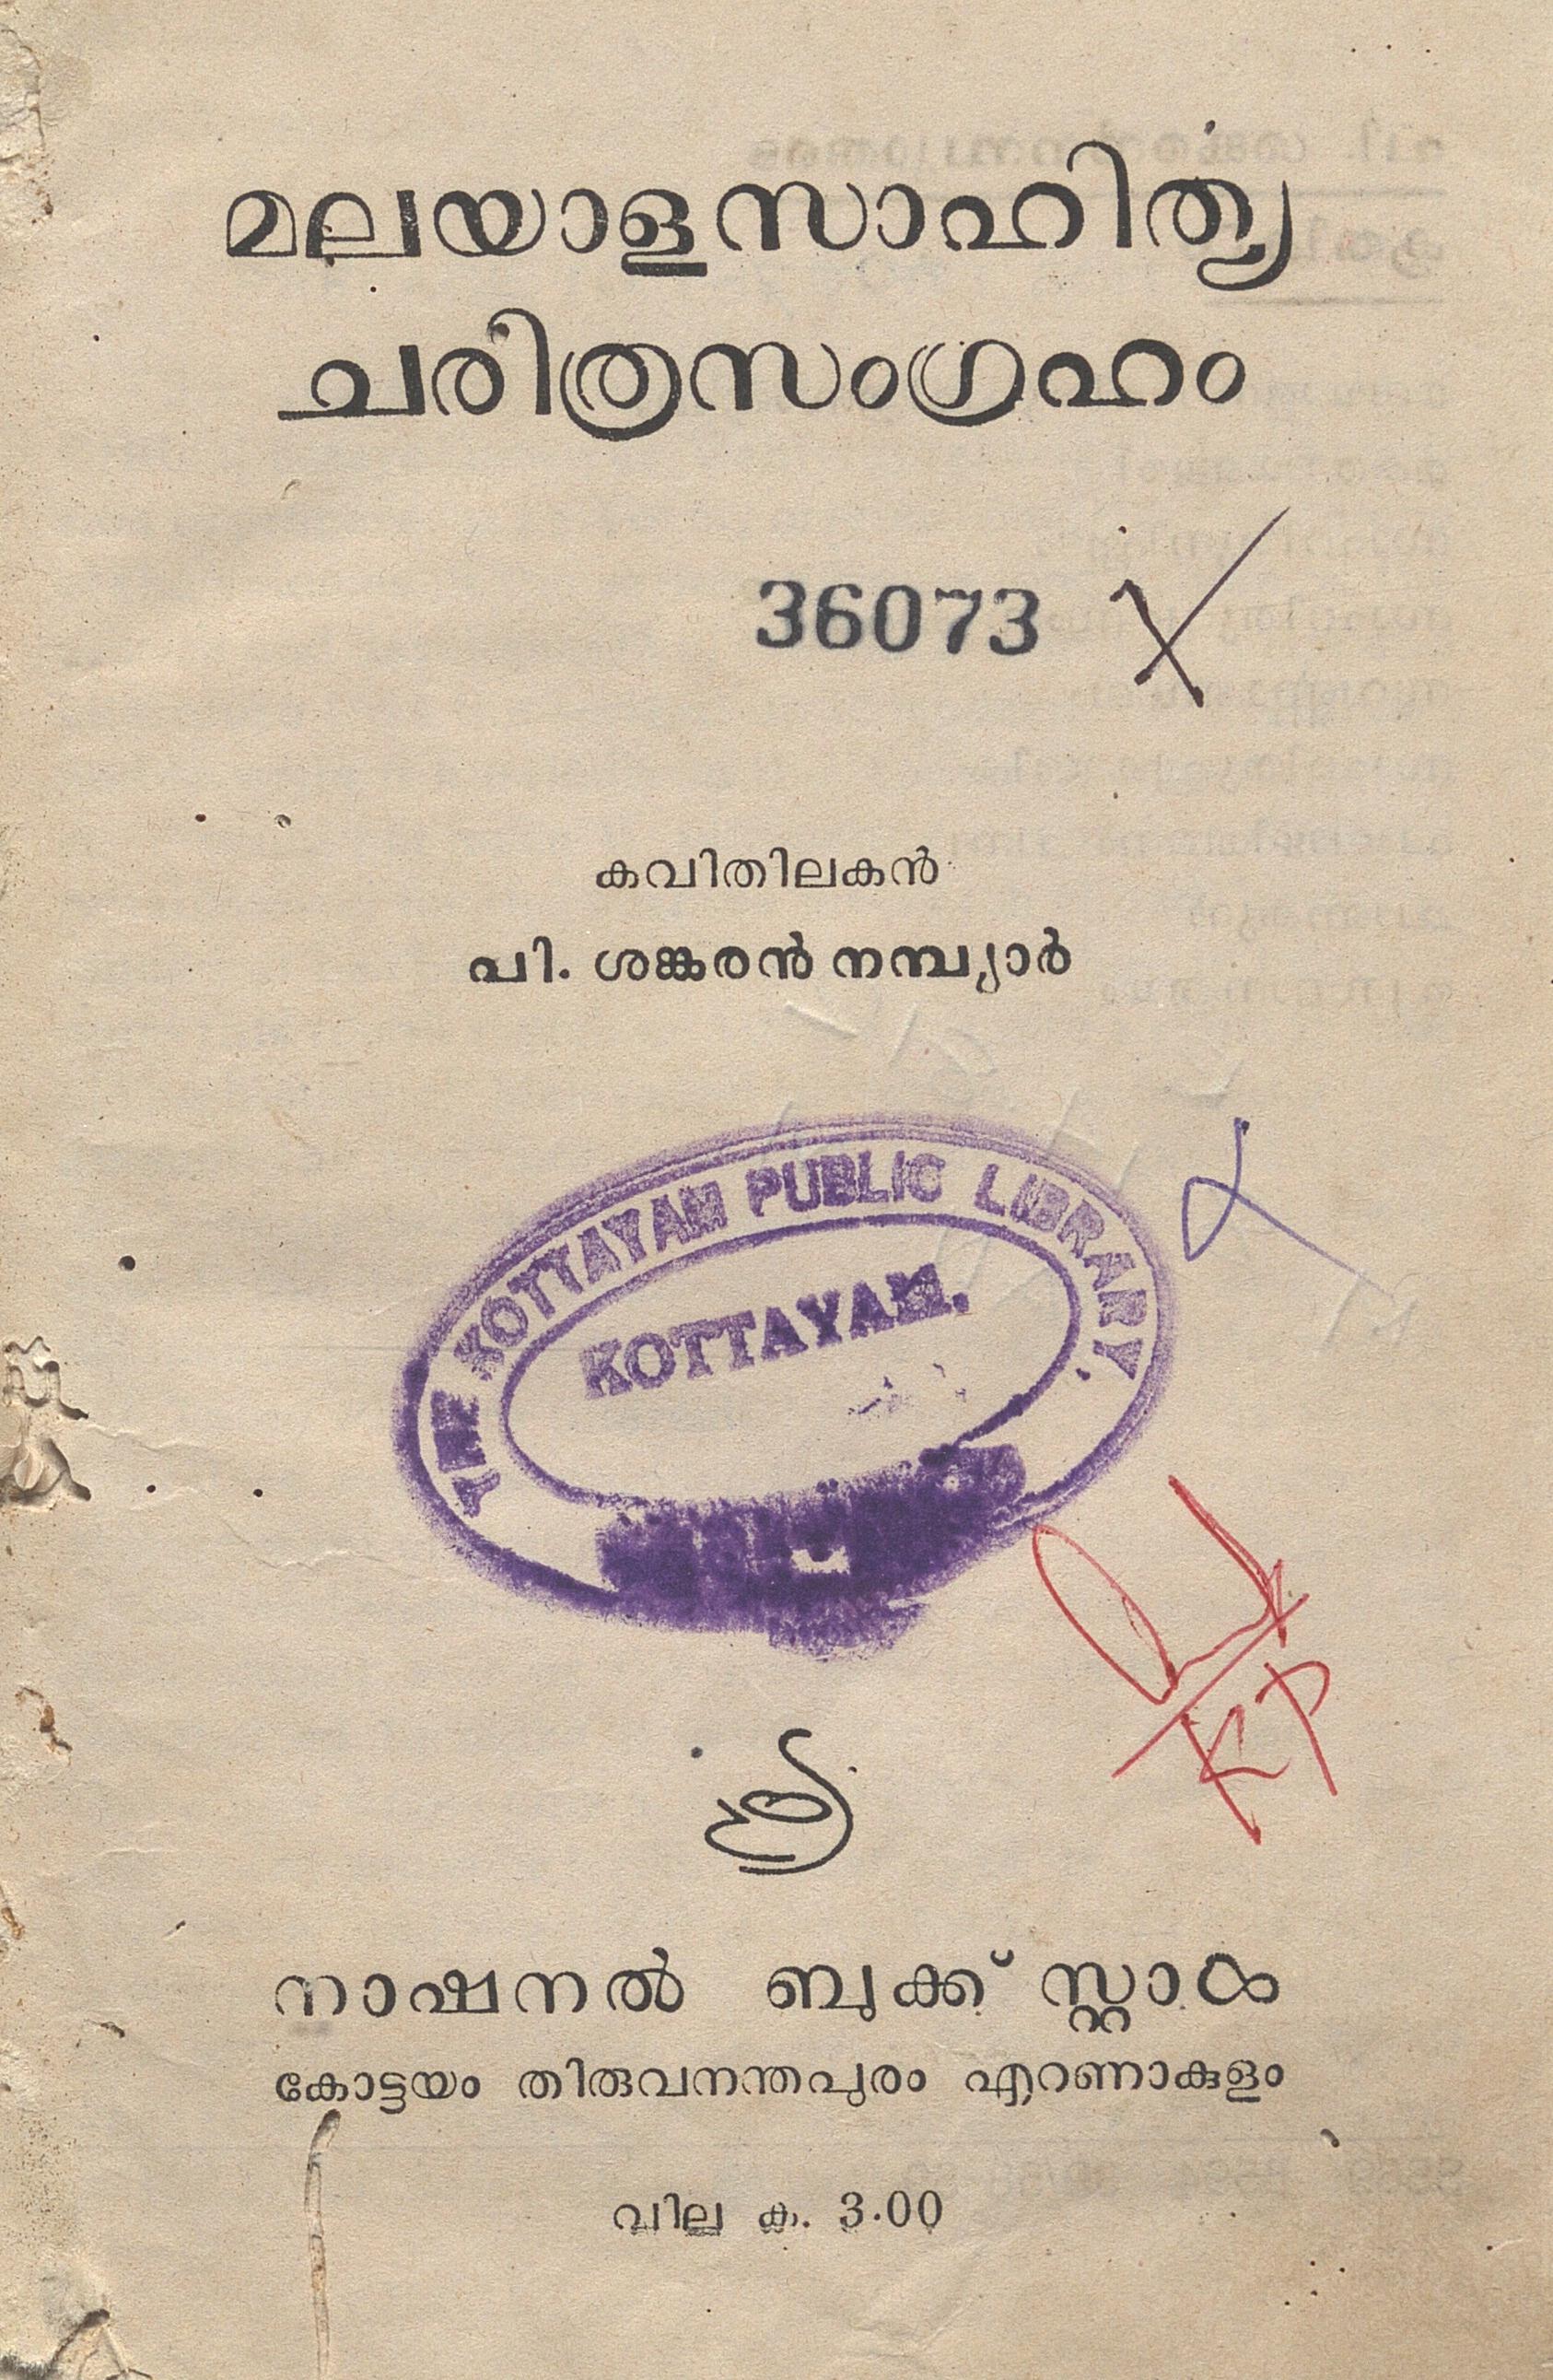 മലയാളസാഹിത്യ
ചരിത്രസംഗ്രഹം
36073
കവിതിലകൻ
പി. ശങ്കരൻ നമ്പ്യാർ
THE KOTTAYAM PUBLIC LIBRARY.
KOTTAYAM.
നാഷനൽ ബുക്ക് സ്റ്റാൾ
കോട്ടയം തിരുവനന്തപുരം എറണാകുളം
വില ക. 3.00